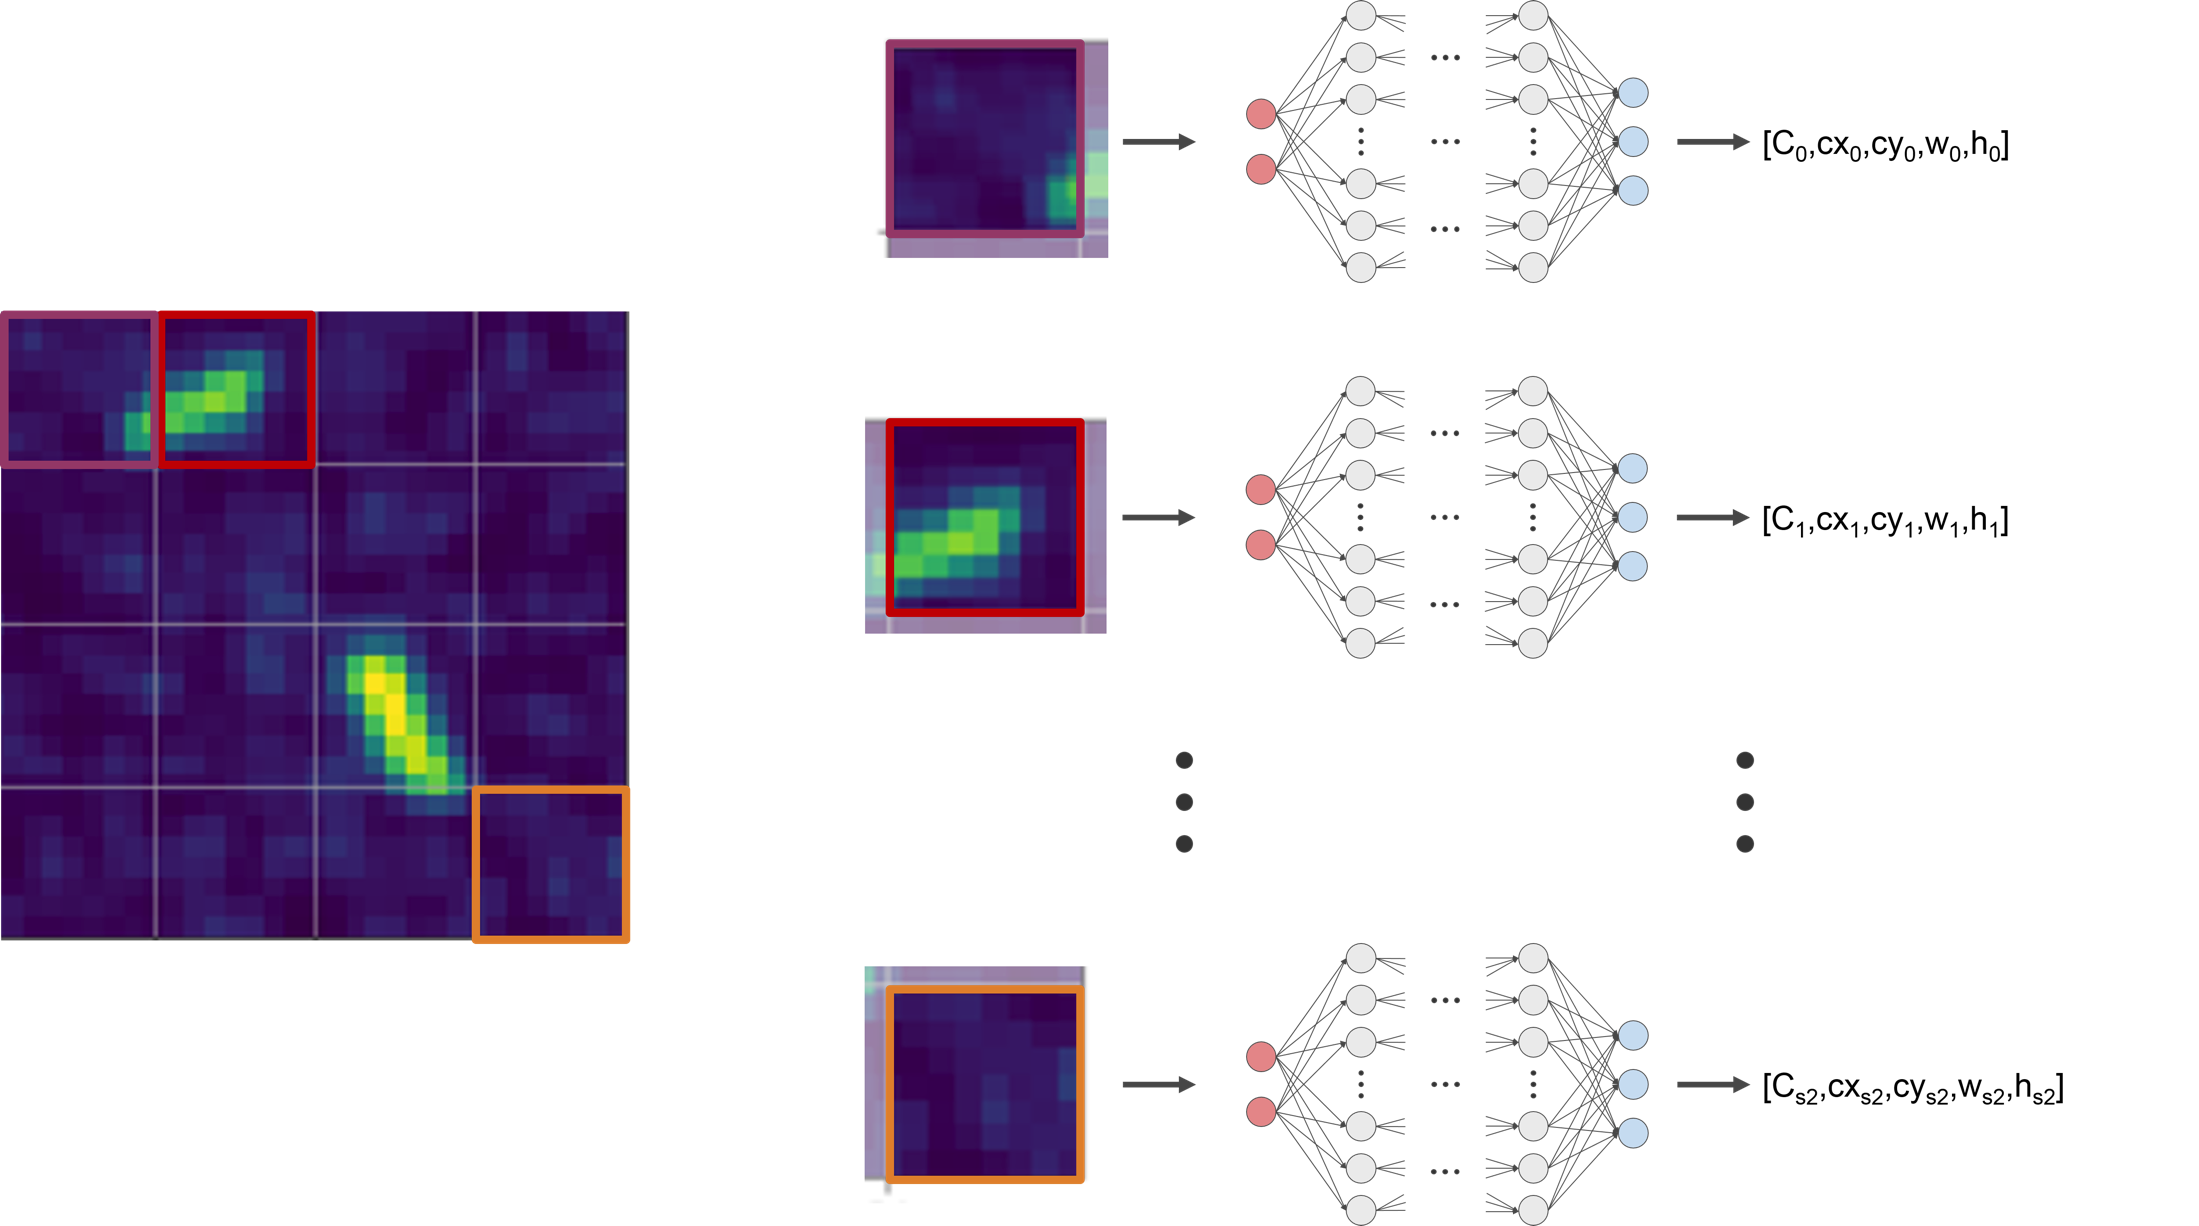 [C₀,cx₀,cy₀,w₀,h₀]
[C₁,cx₁,cy₁,w₁,h₁]
[Cₛ₂,cxₛ₂,cyₛ₂,wₛ₂,hₛ₂]